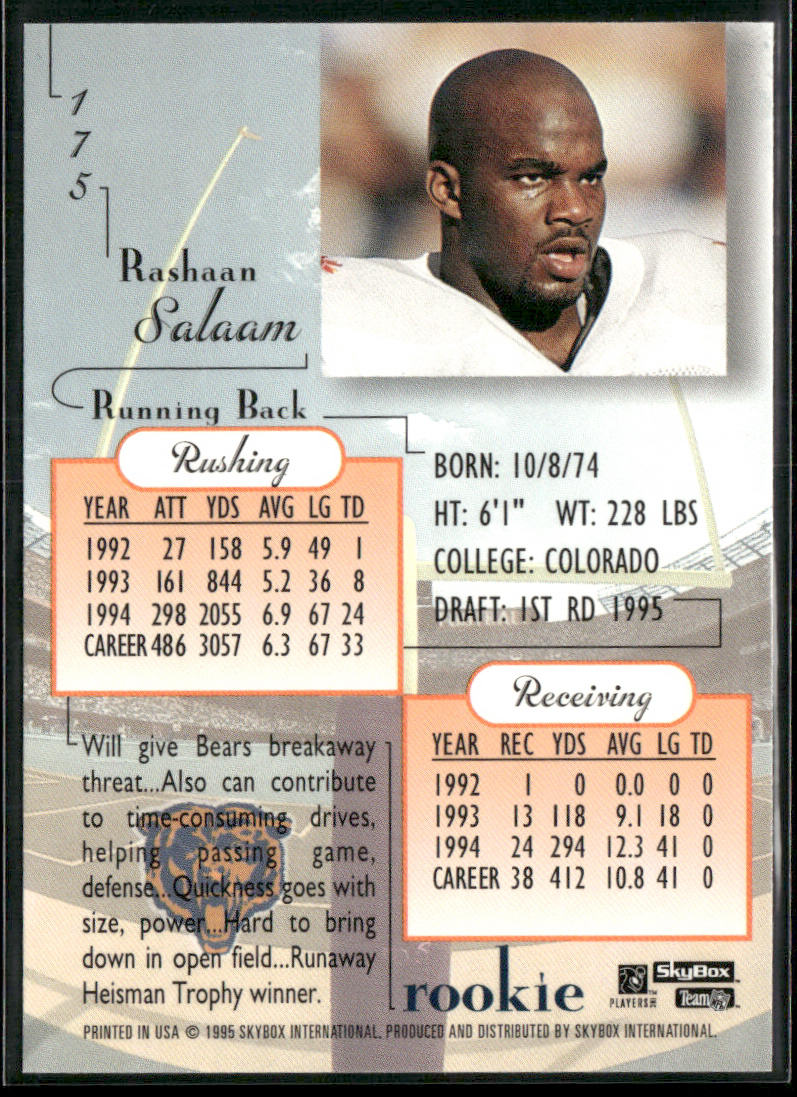 1
7
5
Rashaan
Salaam
Running Back
Rushing
YEAR ATT YDS AVG LG TD
1992 27 158 5.9 49 1
1993 161 844 5.2 36 8
1994 298 2055 6.9 67 24
CAREER 486 3057 6.3 67 33
BORN: 10/8/74
HT: 6'1" WT: 228 LBS
COLLEGE: COLORADO
DRAFT: 1ST RD 1995
Receiving
YEAR REC YDS AVG LG TD
1992 1 0 0.0 0 0
1993 13 118 9.1 18 0
1994 24 294 12.3 41 0
CAREER 38 412 10.8 41 0
Will give Bears breakaway
threat...Also can contribute
to time-consuming drives,
helping passing game,
defense...Quickness goes with
size, power...Hard to bring
down in open field...Runaway
Heisman Trophy winner.
rookie
PLAYERS
SkyBox™
Team NFL
PRINTED IN USA © 1995 SKYBOX INTERNATIONAL. PRODUCED AND DISTRIBUTED BY SKYBOX INTERNATIONAL.